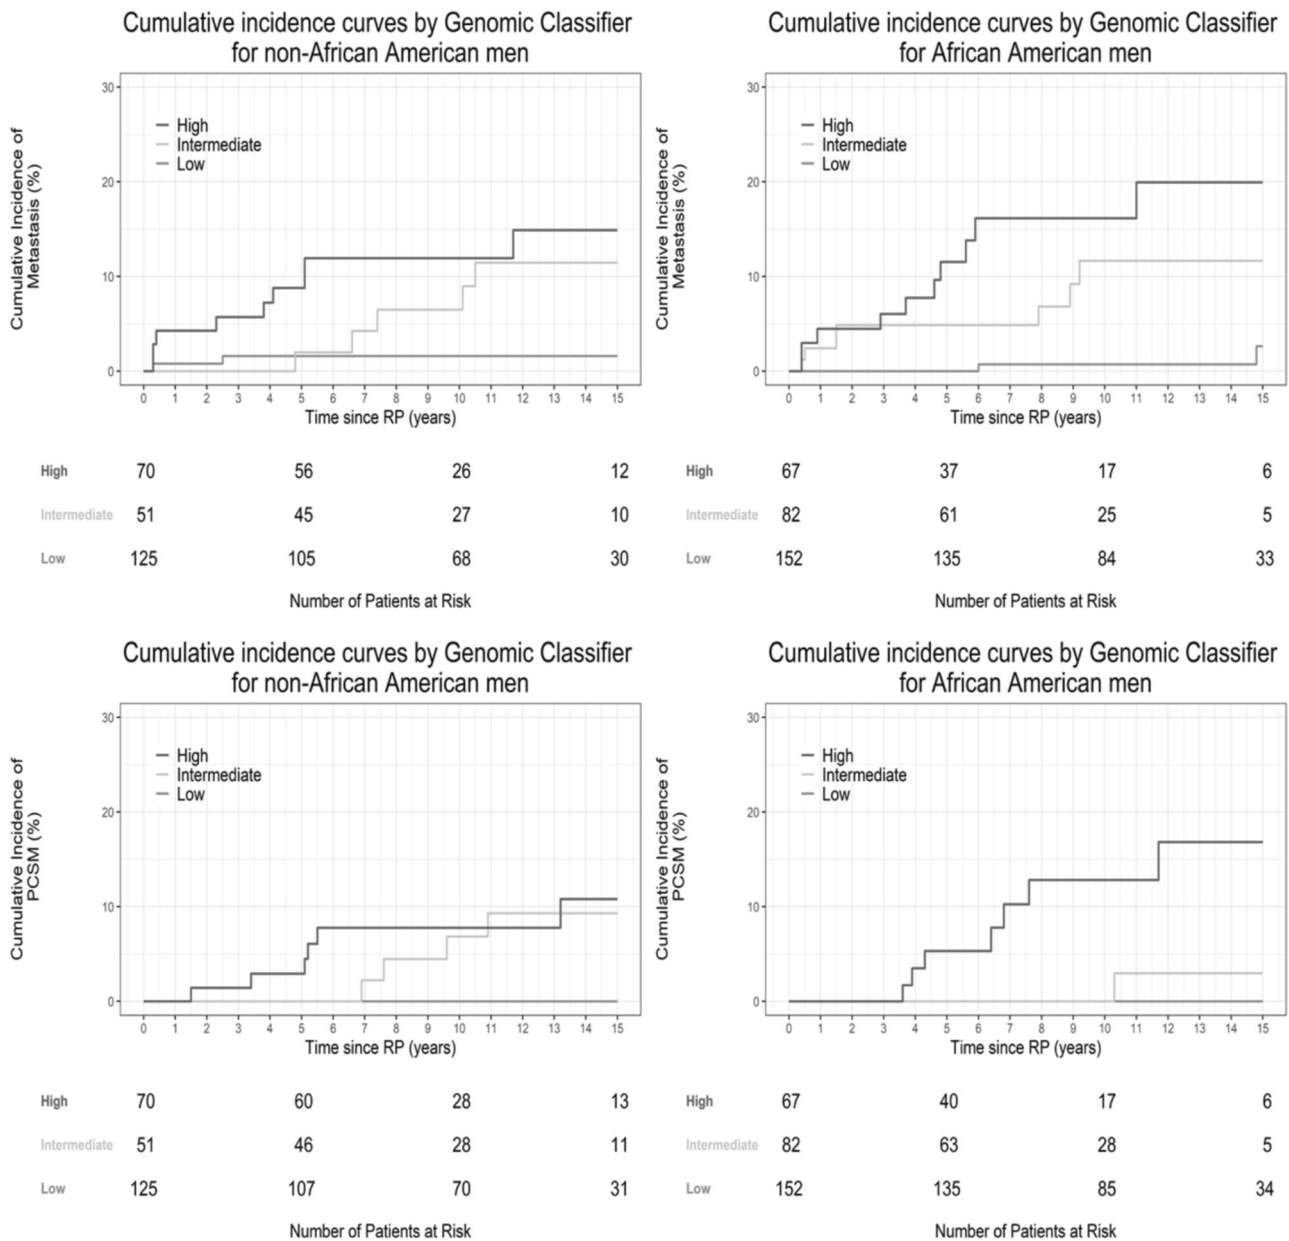 Cumulative incidence curves by Genomic Classifier
for non-African American men
Cumulative Incidence of
Metastasis (%)
30
20
10
0
High
Intermediate
Low
0 1 2 3 4 5 6 7 8 9 10 11 12 13 14 15
Time since RP (years)
High 70 56 26 12
Intermediate 51 45 27 10
Low 125 105 68 30
Number of Patients at Risk
Cumulative incidence curves by Genomic Classifier
for African American men
Cumulative Incidence of
Metastasis (%)
30
20
10
0
High
Intermediate
Low
0 1 2 3 4 5 6 7 8 9 10 11 12 13 14 15
Time since RP (years)
High 67 37 17 6
Intermediate 82 61 25 5
Low 152 135 84 33
Number of Patients at Risk
Cumulative incidence curves by Genomic Classifier
for non-African American men
Cumulative Incidence of
PCSM (%)
30
20
10
0
High
Intermediate
Low
0 1 2 3 4 5 6 7 8 9 10 11 12 13 14 15
Time since RP (years)
High 70 60 28 13
Intermediate 51 46 28 11
Low 125 107 70 31
Number of Patients at Risk
Cumulative incidence curves by Genomic Classifier
for African American men
Cumulative Incidence of
PCSM (%)
30
20
10
0
High
Intermediate
Low
0 1 2 3 4 5 6 7 8 9 10 11 12 13 14 15
Time since RP (years)
High 67 40 17 6
Intermediate 82 63 28 5
Low 152 135 85 34
Number of Patients at Risk